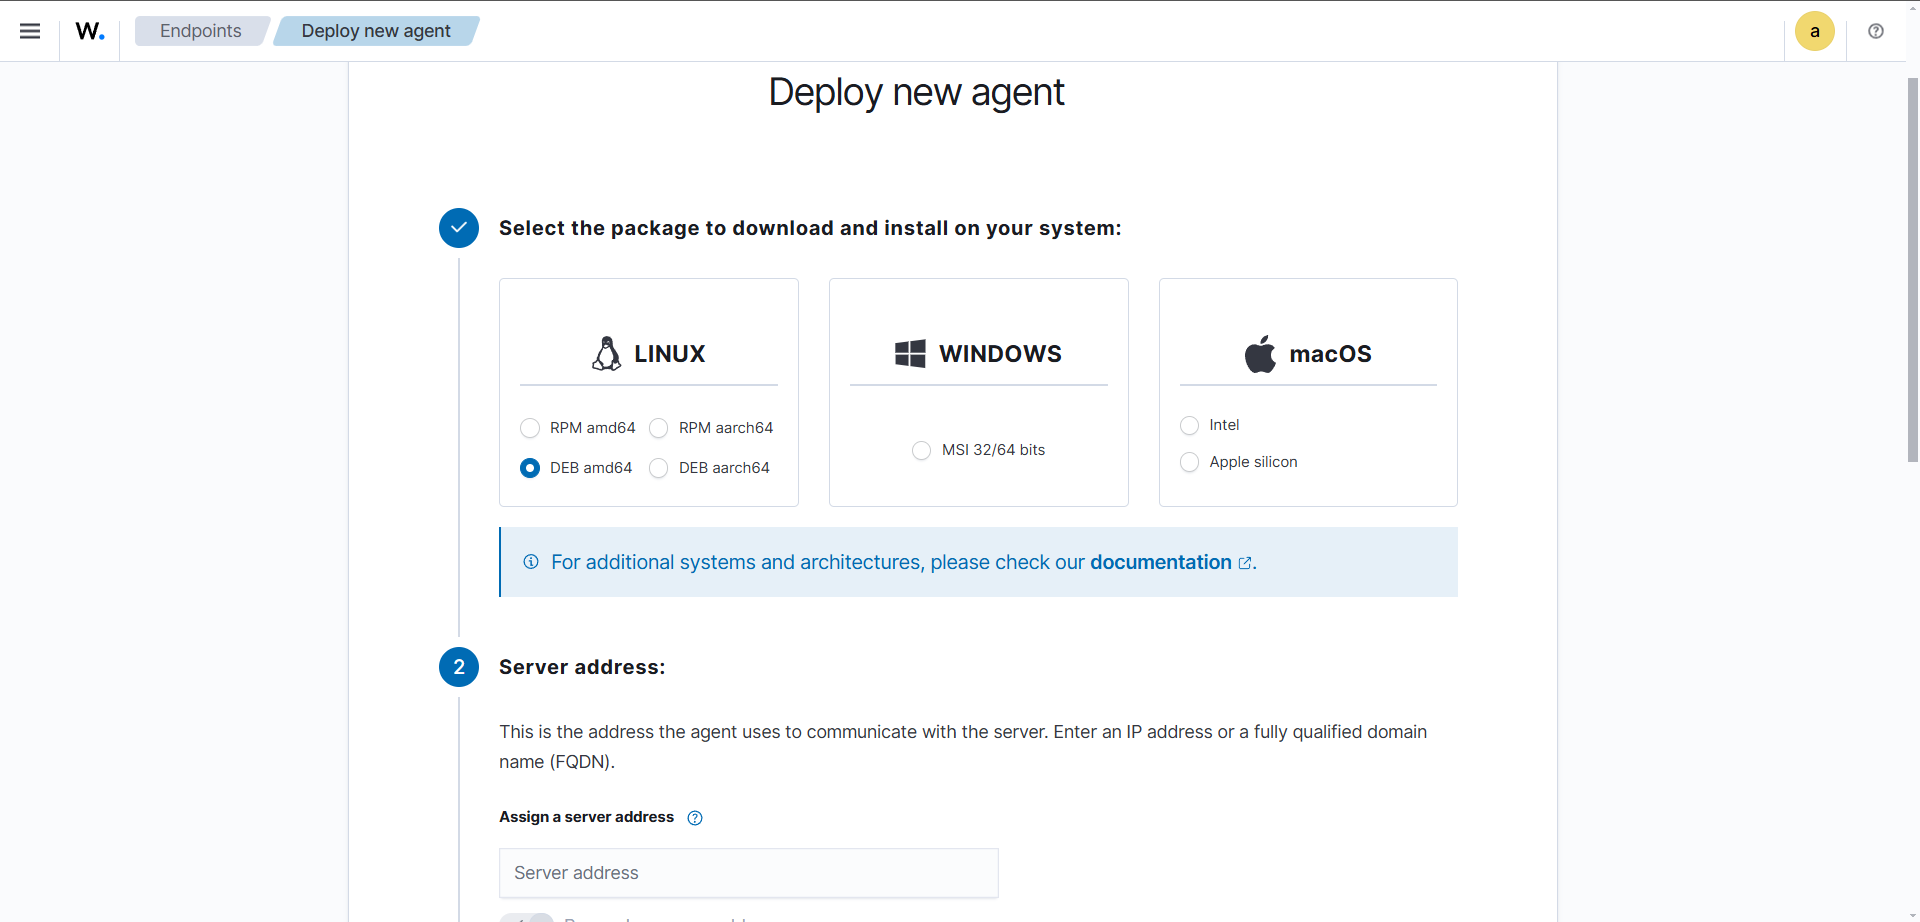 W.
Endpoints
Deploy new agent
a
Deploy new agent
Select the package to download and install on your system:
LINUX
RPM amd64
RPM aarch64
DEB amd64
DEB aarch64
WINDOWS
MSI 32/64 bits
macOS
Intel
Apple silicon
For additional systems and architectures, please check our documentation.
2
Server address:
This is the address the agent uses to communicate with the server. Enter an IP address or a fully qualified domain
name (FQDN).
Assign a server address
Server address